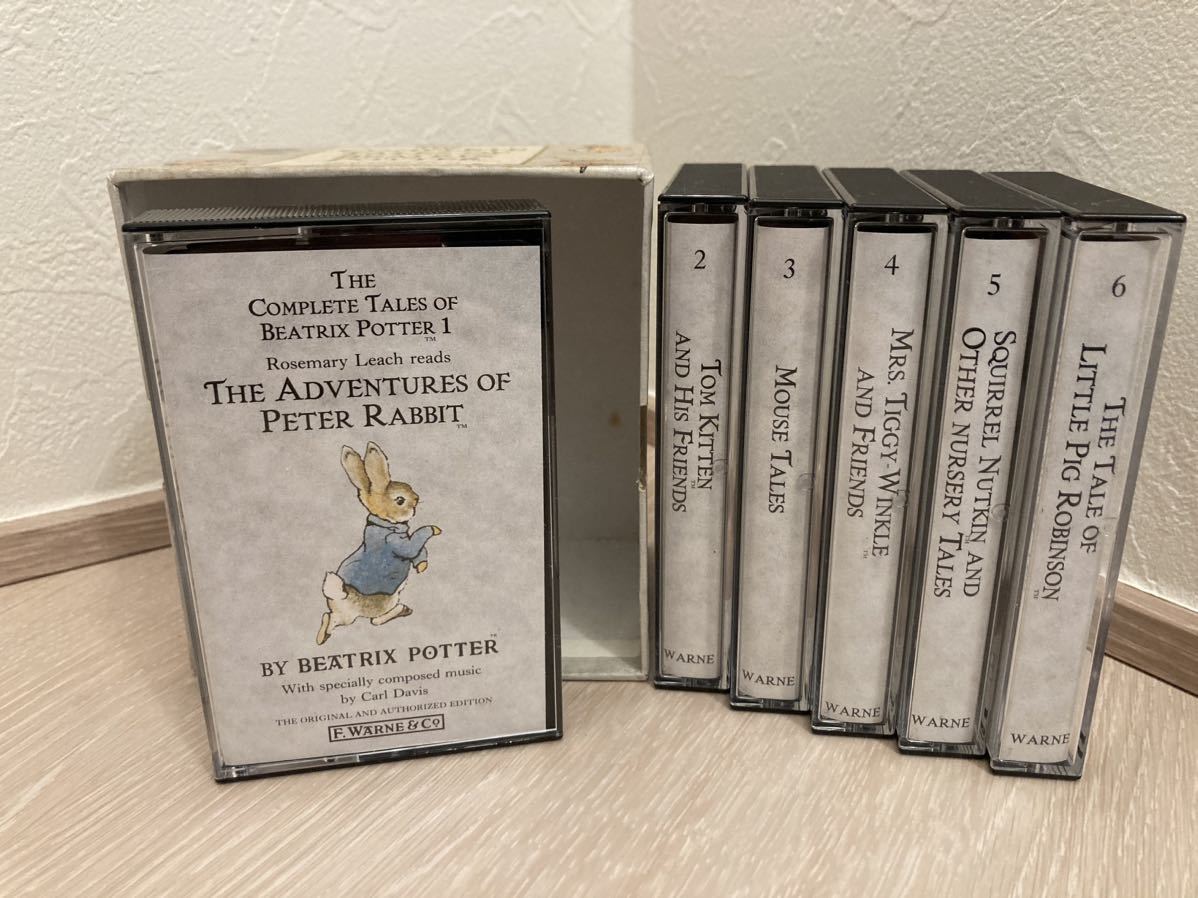 THE
COMPLETE TALES OF
BEATRIX POTTER 1
TM
Rosemary Leach reads
THE ADVENTURES OF
PETER RABBIT
TM
BY BEATRIX POTTER
TM
With specially composed music
by Carl Davis
THE ORIGINAL AND AUTHORIZED EDITION
F. WARNE & Co
2
TOM KITTEN
TM
AND HIS FRIENDS
WARNE
3
MOUSE TALES
WARNE
4
MRS. TIGGY-WINKLE
TM
AND FRIENDS
TM
WARNE
5
SQUIRREL NUTKIN AND
TM
OTHER NURSERY TALES
WARNE
6
THE TALE OF
LITTLE PIG ROBINSON
TM
WARNE